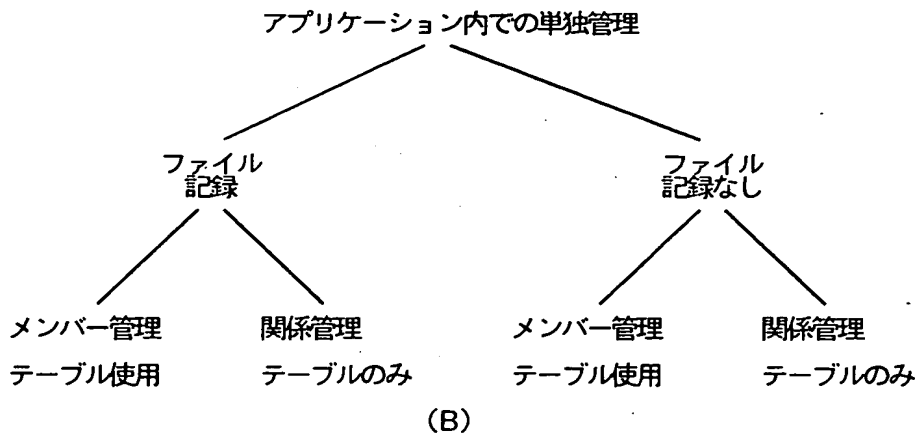 アプリケーション内での単独管理
ファイル
記録
ファイル
記録なし
メンバー管理
テーブル使用
関係管理
テーブルのみ
メンバー管理
テーブル使用
関係管理
テーブルのみ
(B)